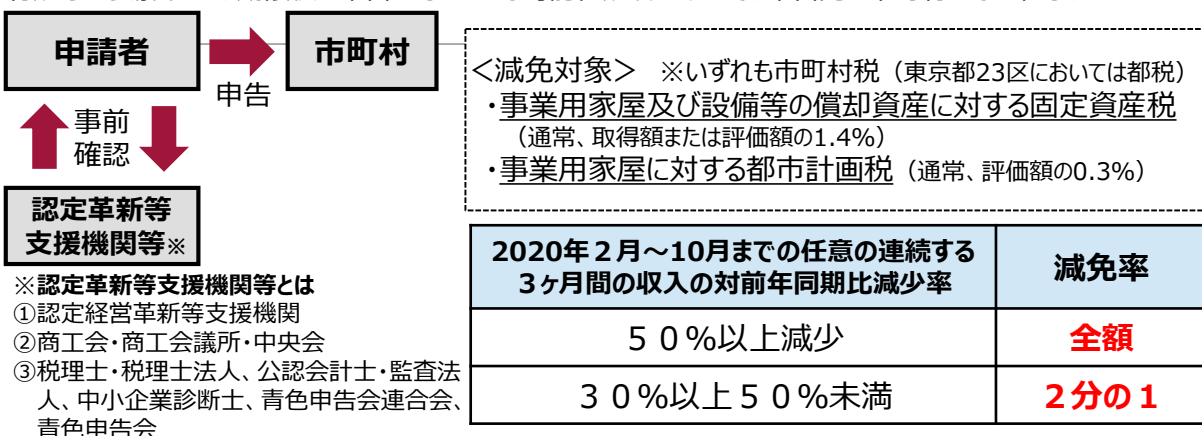 申請者
申告
市町村
事前
確認
認定革新等
支援機関等※
※認定革新等支援機関等とは
①認定経営革新等支援機関
②商工会・商工会議所・中央会
③税理士・税理士法人、公認会計士・監査法
人、中小企業診断士、青色申告会連合会、
青色申告会
<減免対象> ※いずれも市町村税（東京都23区においては都税）
・事業用家屋及び設備等の償却資産に対する固定資産税
（通常、取得額または評価額の1.4%）
・事業用家屋に対する都市計画税（通常、評価額の0.3%）
2020年２月～10月までの任意の連続する
３ヶ月間の収入の対前年同期比減少率
減免率
５０%以上減少
全額
３０%以上５０%未満
２分の１